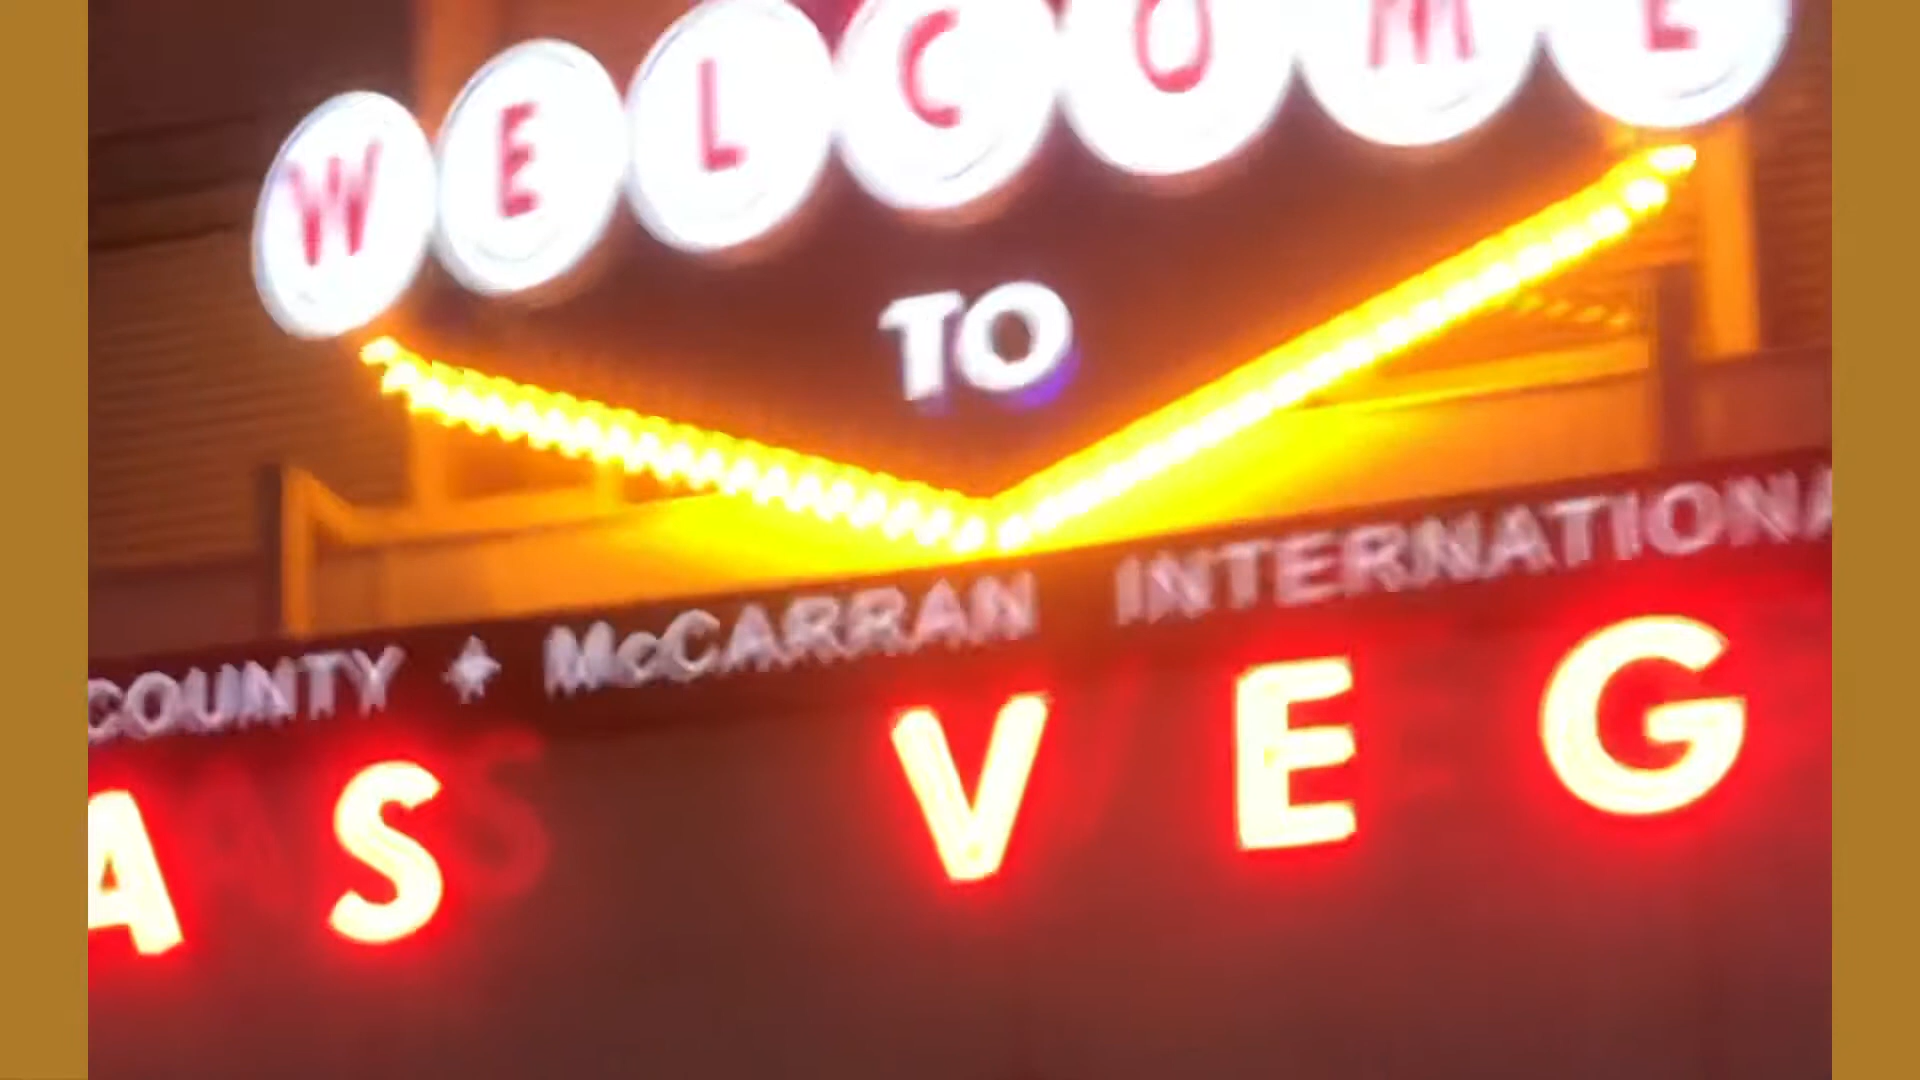 WELCOME
TO
COUNTY ✦ McCARRAN INTERNATIONA
AS VEG